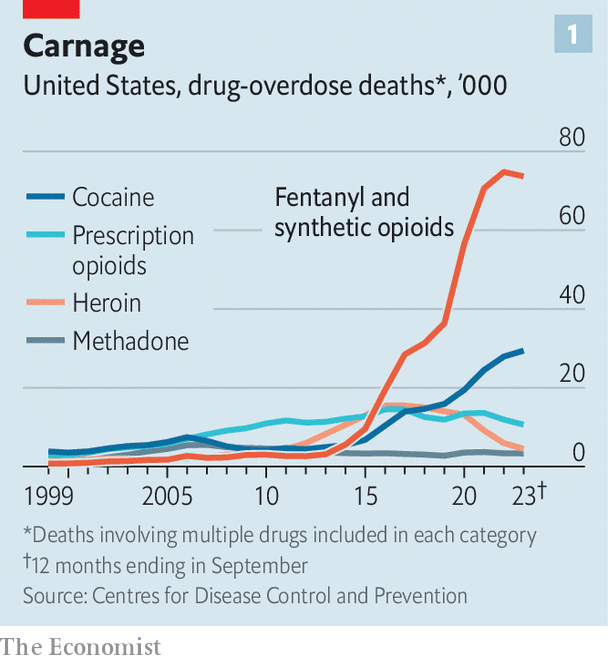 1
Carnage
United States, drug-overdose deaths*, ’000
80
Cocaine
Prescription
opioids
Heroin
Methadone
Fentanyl and
synthetic opioids
60
40
20
0
1999 2005 10 15 20 23†
*Deaths involving multiple drugs included in each category
†12 months ending in September
Source: Centres for Disease Control and Prevention
The Economist